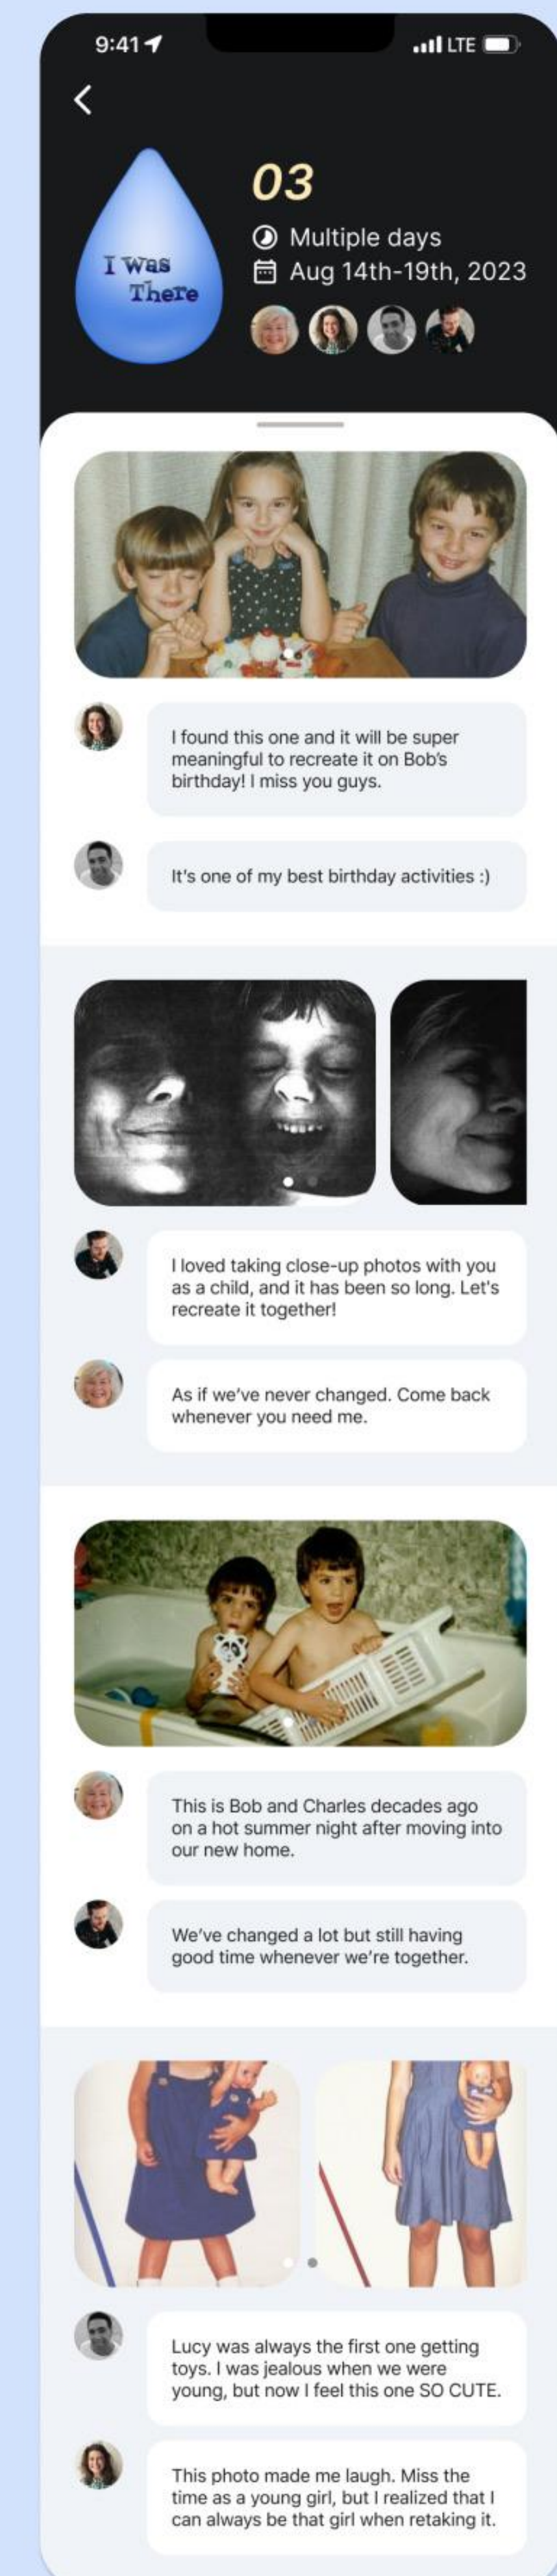 9:41
LTE
I Was
There
03
Multiple days
Aug 14th-19th, 2023
I found this one and it will be super
meaningful to recreate it on Bob’s
birthday! I miss you guys.
It's one of my best birthday activities :)
I loved taking close-up photos with you
as a child, and it has been so long. Let's
recreate it together!
As if we’ve never changed. Come back
whenever you need me.
This is Bob and Charles decades ago
on a hot summer night after moving into
our new home.
We’ve changed a lot but still having
good time whenever we’re together.
Lucy was always the first one getting
toys. I was jealous when we were
young, but now I feel this one SO CUTE.
This photo made me laugh. Miss the
time as a young girl, but I realized that I
can always be that girl when retaking it.